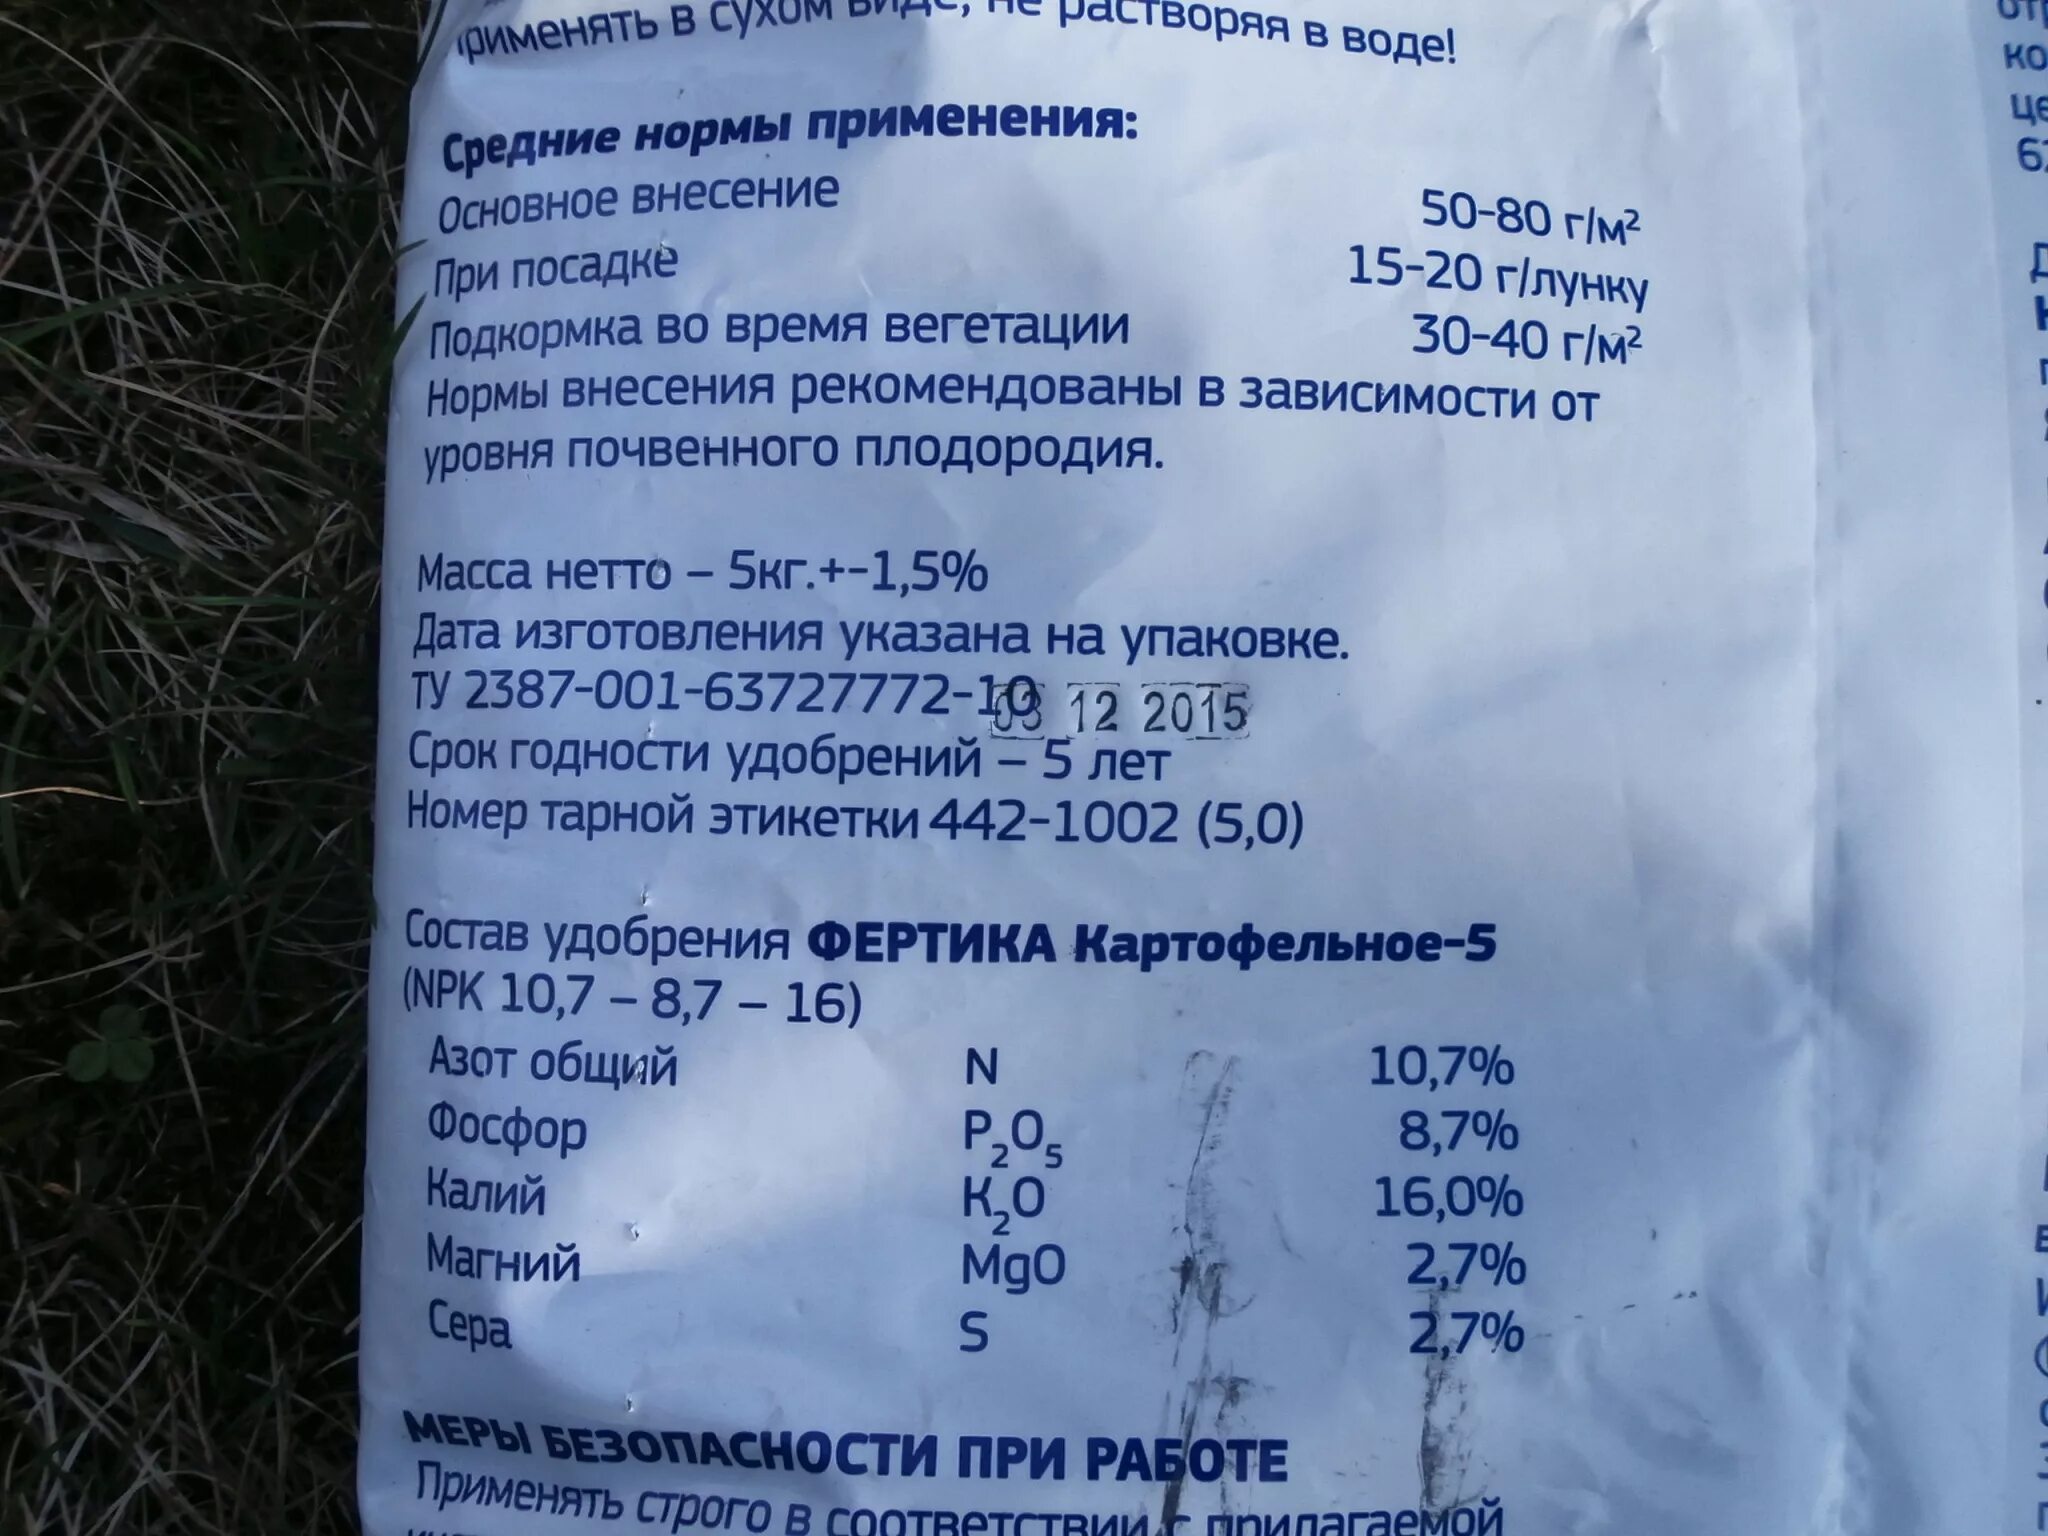 в сухом виде, не растворяя в воде!
Средние нормы применения:
Основное внесение 50-80 г/м²
При посадке 15-20 г/лунку
Подкормка во время вегетации 30-40 г/м²
Нормы внесения рекомендованы в зависимости от
уровня почвенного плодородия.
Масса нетто – 5кг.+-1,5%
Дата изготовления указана на упаковке.
ТУ 2387-001-63727772-10
03 12 2015
Срок годности удобрений – 5 лет
Номер тарной этикетки 442-1002 (5,0)
Состав удобрения ФЕРТИКА Картофельное-5
(NPK 10,7 – 8,7 – 16)
Азот общий N 10,7%
Фосфор P₂O₅ 8,7%
Калий K₂O 16,0%
Магний MgO 2,7%
Сера S 2,7%
МЕРЫ БЕЗОПАСНОСТИ ПРИ РАБОТЕ
Применять строго в соответствии с прилагаемой